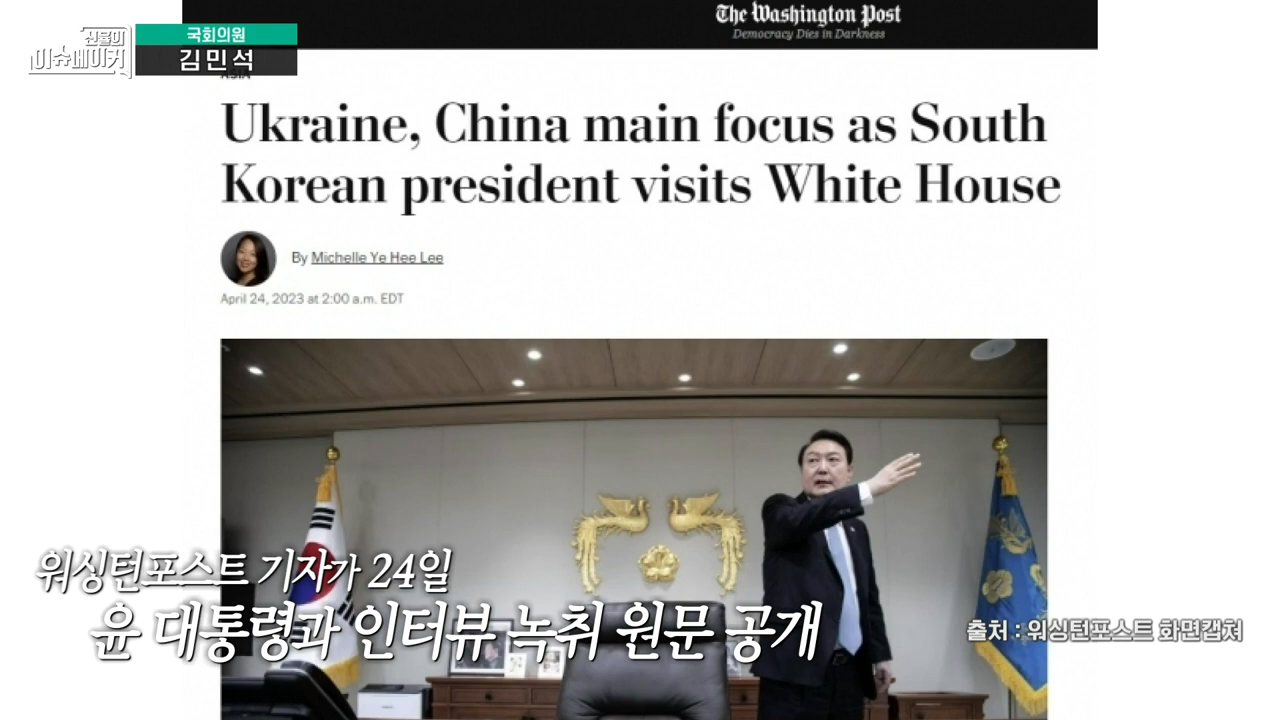 The Washington Post
Democracy Dies in Darkness
신율의
이슈메이커
국회의원
김민석
ASIA
Ukraine, China main focus as South
Korean president visits White House
By Michelle Ye Hee Lee
April 24, 2023 at 2:00 a.m. EDT
워싱턴포스트 기자가 24일
윤 대통령과 인터뷰 녹취 원문 공개
출처 : 워싱턴포스트 화면캡쳐